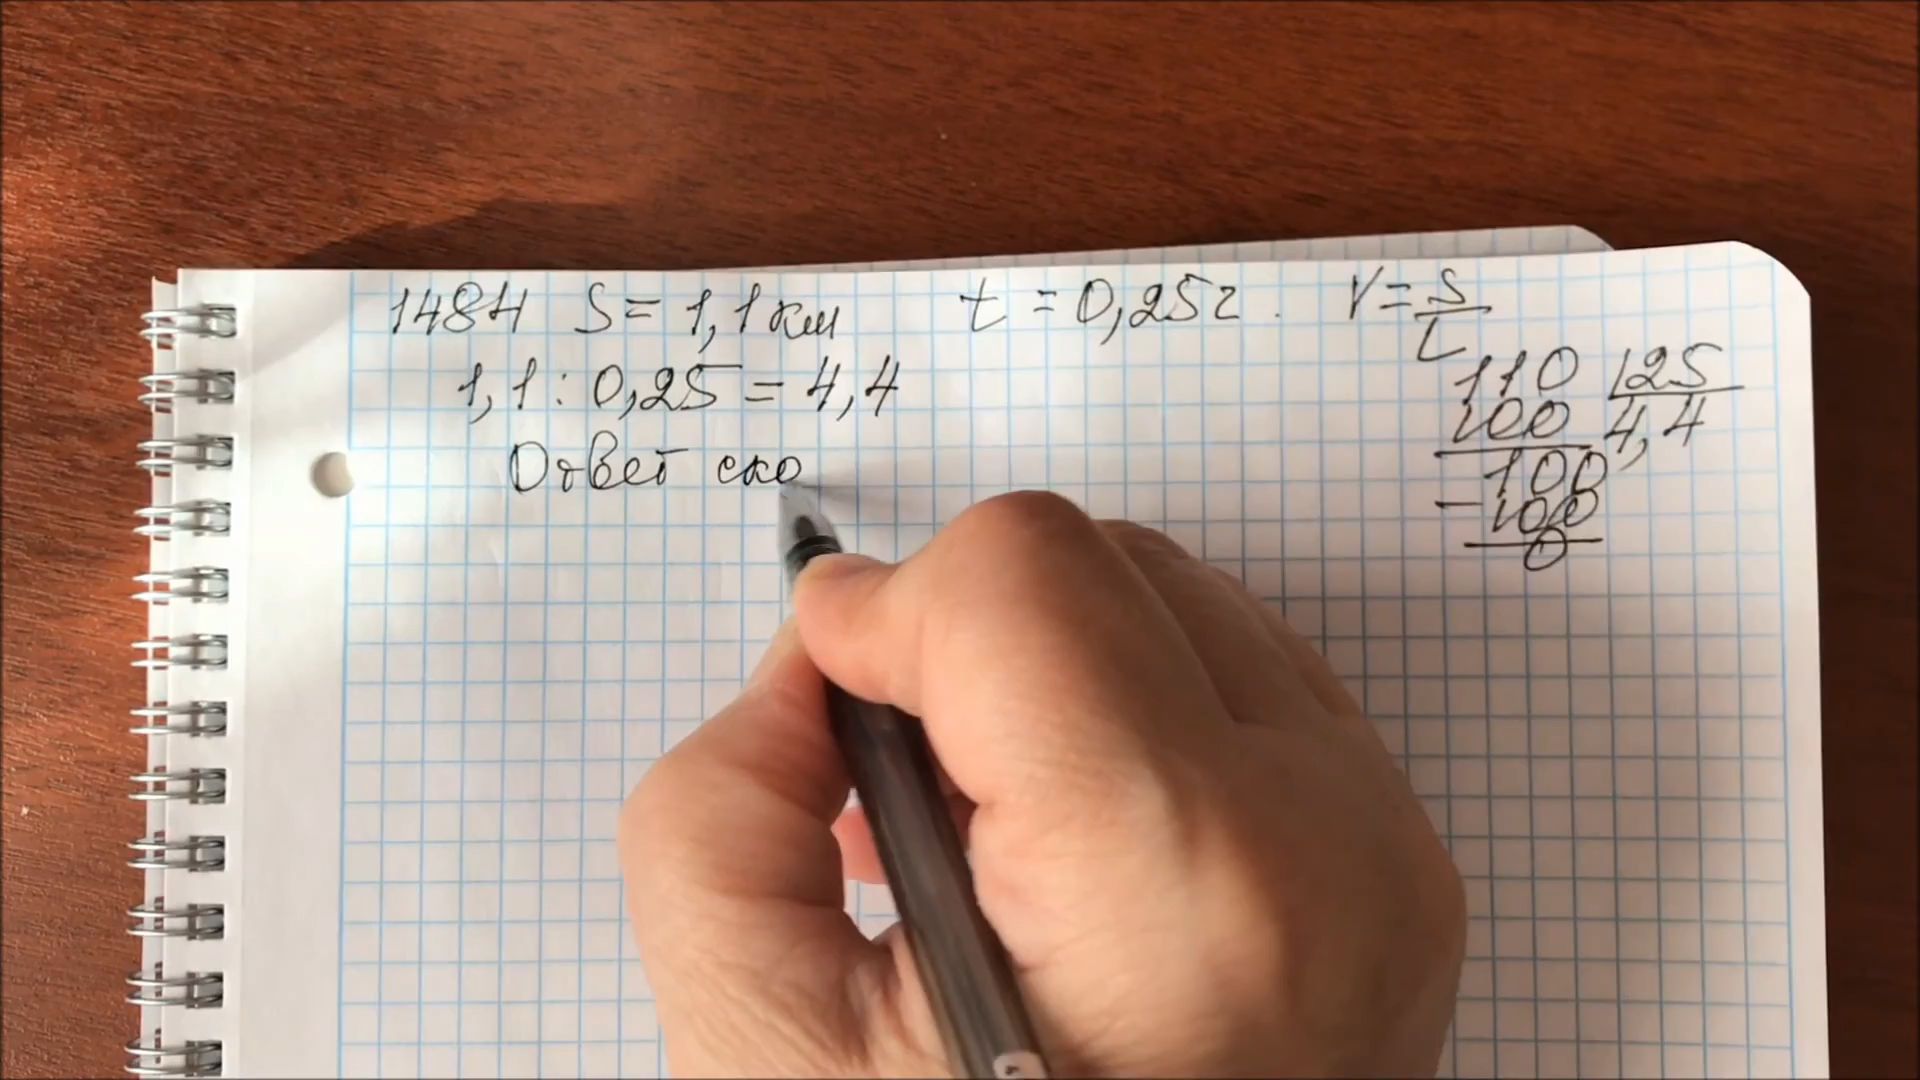 1484 S = 1,1 км t = 0,25 ч. V = S/t
1,1 : 0,25 = 4,4
Ответ ско
110 | 25
100 4,4
100
- 100
0